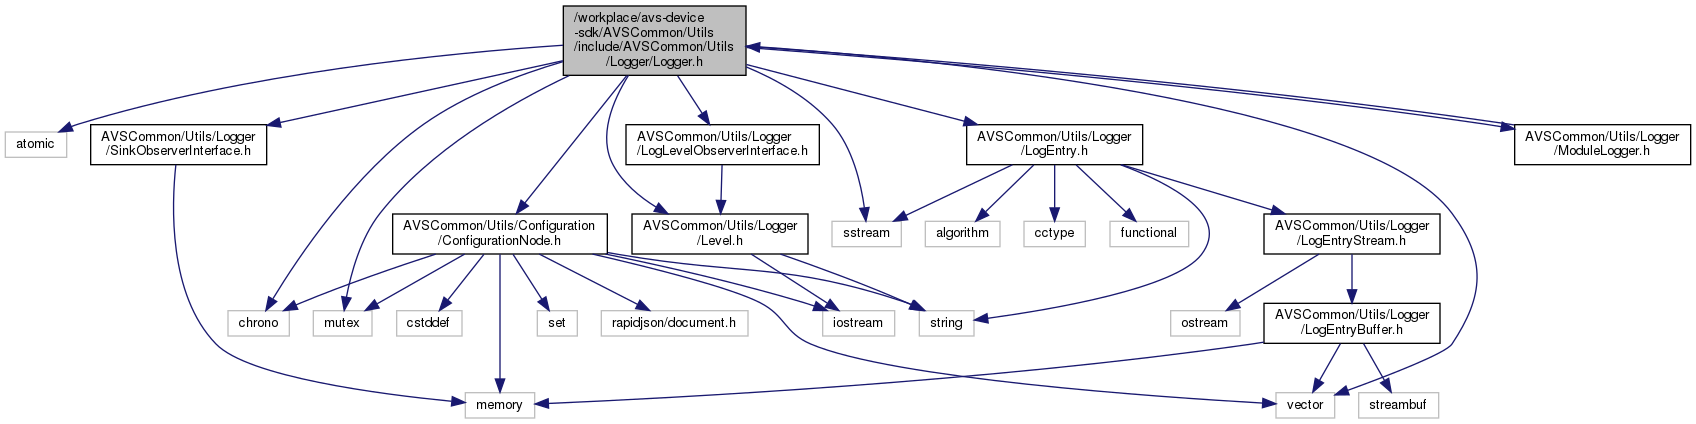 /workplace/avs-device
-sdk/AVSCommon/Utils
/include/AVSCommon/Utils
/Logger/Logger.h
atomic
AVSCommon/Utils/Logger
/SinkObserverInterface.h
AVSCommon/Utils/Logger
/LogLevelObserverInterface.h
AVSCommon/Utils/Logger
/LogEntry.h
AVSCommon/Utils/Logger
/ModuleLogger.h
AVSCommon/Utils/Configuration
/ConfigurationNode.h
AVSCommon/Utils/Logger
/Level.h
sstream
algorithm
cctype
functional
AVSCommon/Utils/Logger
/LogEntryStream.h
chrono
mutex
cstddef
set
rapidjson/document.h
iostream
string
ostream
AVSCommon/Utils/Logger
/LogEntryBuffer.h
memory
vector
streambuf